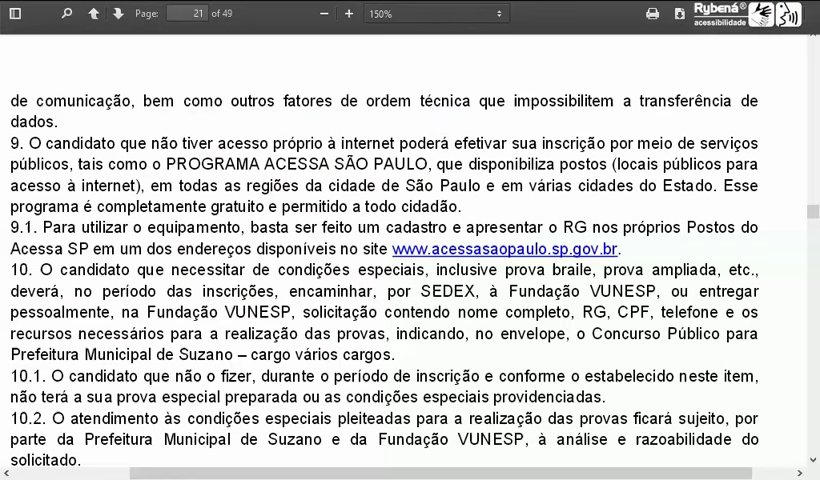 Page: 21 of 49 150% Rybená® acessibilidade
de comunicação, bem como outros fatores de ordem técnica que impossibilitem a transferência de
dados.
9. O candidato que não tiver acesso próprio à internet poderá efetivar sua inscrição por meio de serviços
públicos, tais como o PROGRAMA ACESSA SÃO PAULO, que disponibiliza postos (locais públicos para
acesso à internet), em todas as regiões da cidade de São Paulo e em várias cidades do Estado. Esse
programa é completamente gratuito e permitido a todo cidadão.
9.1. Para utilizar o equipamento, basta ser feito um cadastro e apresentar o RG nos próprios Postos do
Acessa SP em um dos endereços disponíveis no site www.acessasaopaulo.sp.gov.br.
10. O candidato que necessitar de condições especiais, inclusive prova braile, prova ampliada, etc.,
deverá, no período das inscrições, encaminhar, por SEDEX, à Fundação VUNESP, ou entregar
pessoalmente, na Fundação VUNESP, solicitação contendo nome completo, RG, CPF, telefone e os
recursos necessários para a realização das provas, indicando, no envelope, o Concurso Público para
Prefeitura Municipal de Suzano – cargo vários cargos.
10.1. O candidato que não o fizer, durante o período de inscrição e conforme o estabelecido neste item,
não terá a sua prova especial preparada ou as condições especiais providenciadas.
10.2. O atendimento às condições especiais pleiteadas para a realização das provas ficará sujeito, por
parte da Prefeitura Municipal de Suzano e da Fundação VUNESP, à análise e razoabilidade do
solicitado.